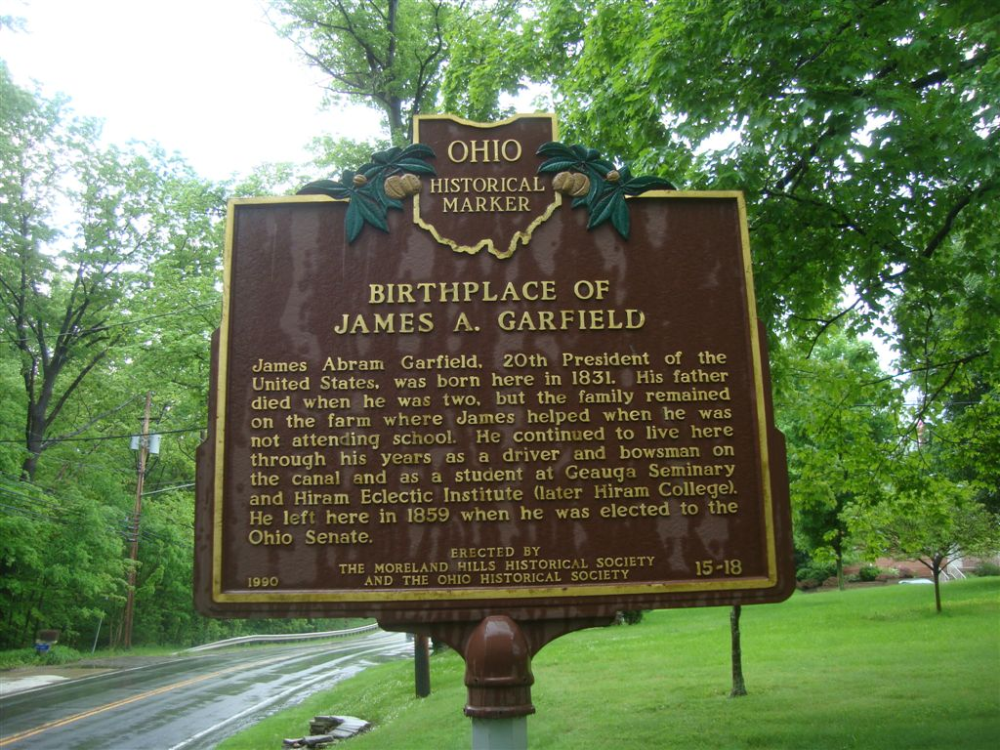 OHIO
HISTORICAL
MARKER
BIRTHPLACE OF
JAMES A. GARFIELD
James Abram Garfield, 20th President of the
United States, was born here in 1831. His father
died when he was two, but the family remained
on the farm where James helped when he was
not attending school. He continued to live here
through his years as a driver and bowsman on
the canal and as a student at Geauga Seminary
and Hiram Eclectic Institute (later Hiram College).
He left here in 1859 when he was elected to the
Ohio Senate.
ERECTED BY
THE MORELAND HILLS HISTORICAL SOCIETY
AND THE OHIO HISTORICAL SOCIETY
1990
15-18